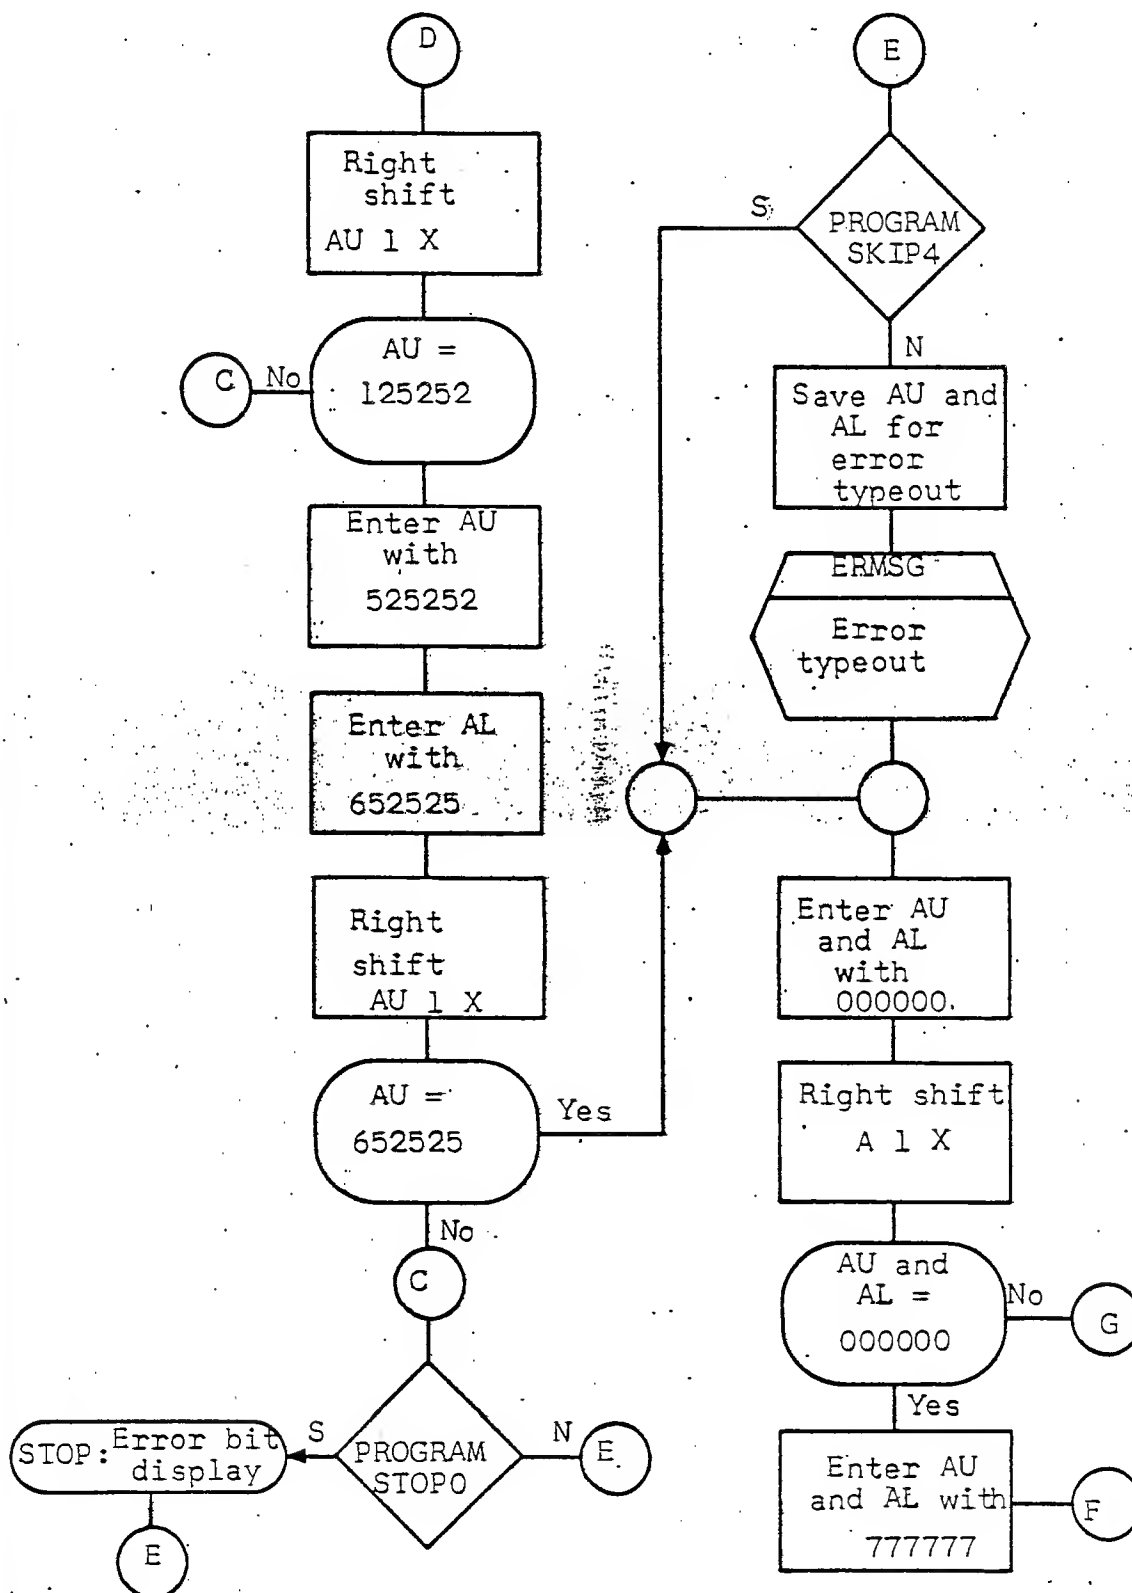 D
Right
shift
AU 1 X
AU =
125252
No
C
Enter AU
with
525252
Enter AL
with
652525
Right
shift
AU 1 X
AU =
652525
Yes
No
C
PROGRAM
STOP0
S
STOP: Error bit
display
E
N
E
E
PROGRAM
SKIP4
S
N
Save AU and
AL for
error
typeout
ERMSG
Error
typeout
Enter AU
and AL
with
000000
Right shift
A 1 X
AU and
AL =
000000
No
G
Yes
Enter AU
and AL with
777777
F